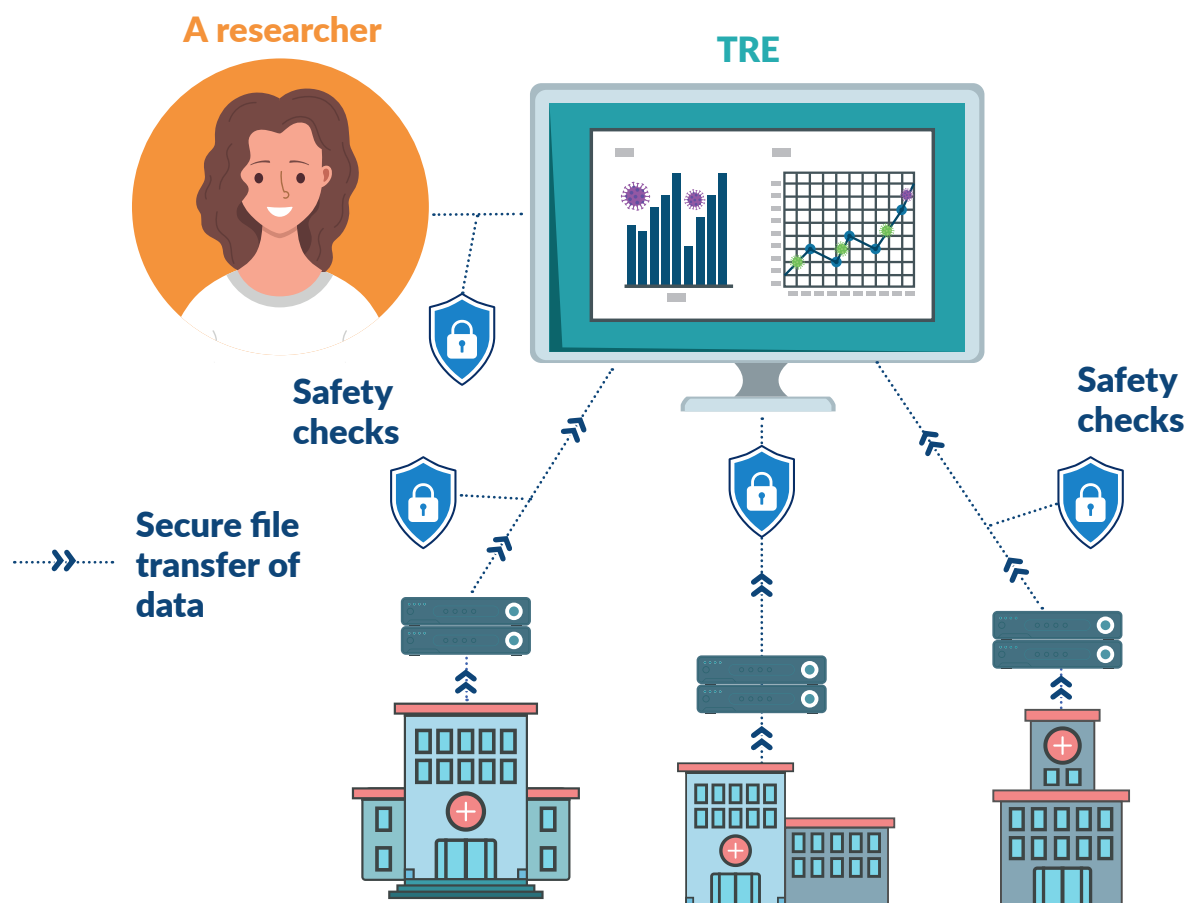 A researcher
TRE
Safety
checks
Safety
checks
Secure file
transfer of
data